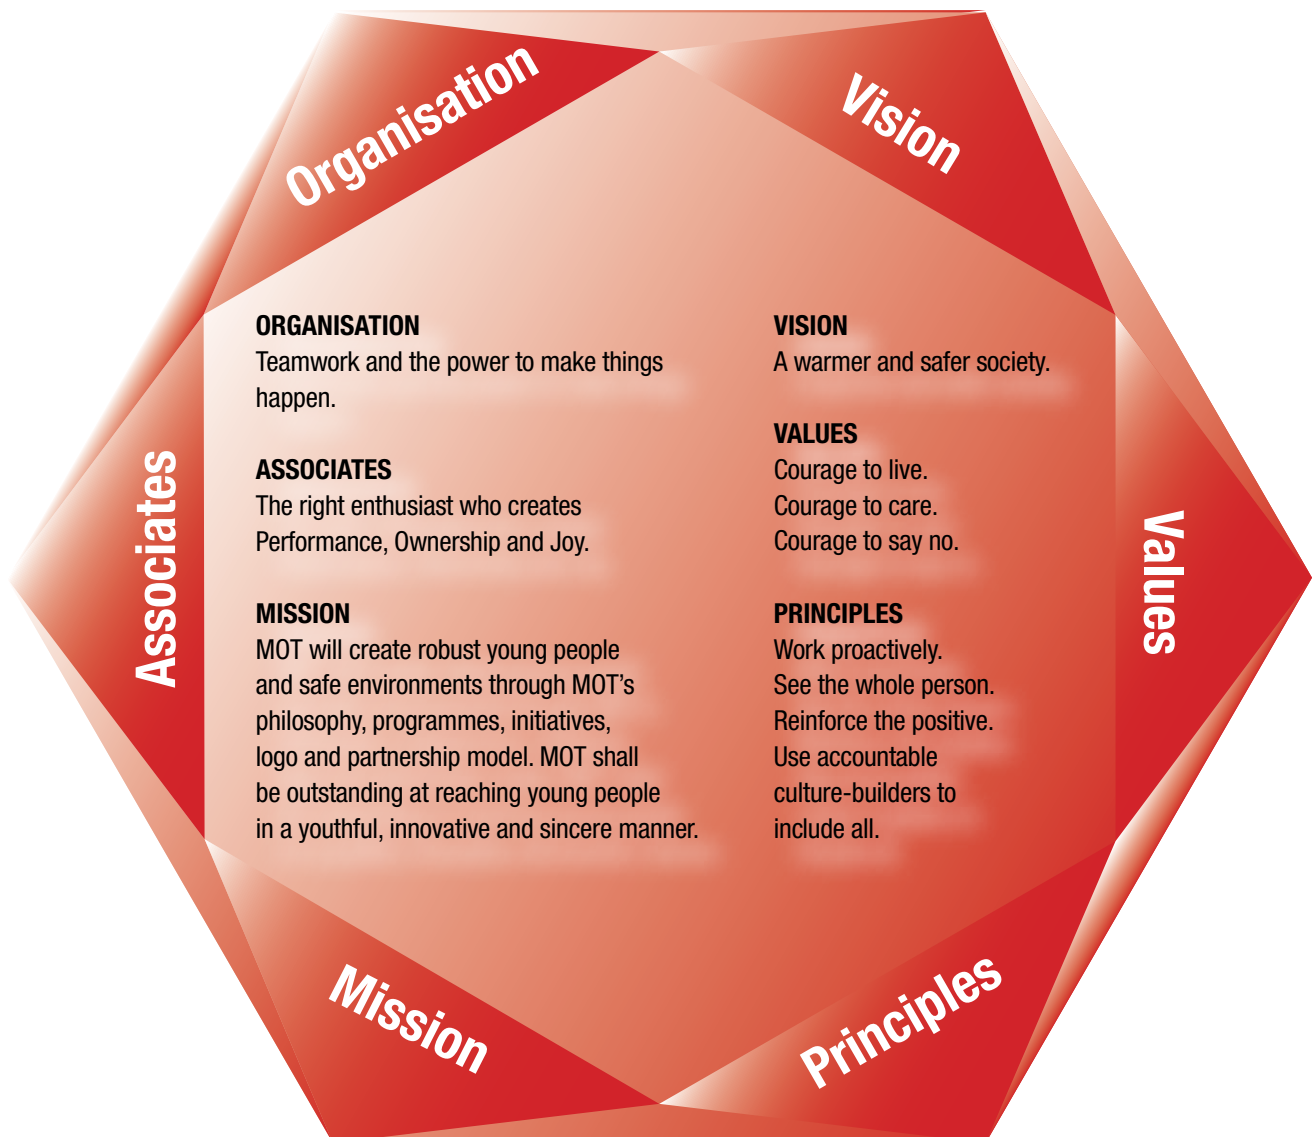 Organisation
Vision
ORGANISATION
Teamwork and the power to make things
happen.
ASSOCIATES
The right enthusiast who creates
Performance, Ownership and Joy.
MISSION
MOT will create robust young people
and safe environments through MOT’s
philosophy, programmes, initiatives,
logo and partnership model. MOT shall
be outstanding at reaching young people
in a youthful, innovative and sincere manner.
VISION
A warmer and safer society.
VALUES
Courage to live.
Courage to care.
Courage to say no.
PRINCIPLES
Work proactively.
See the whole person.
Reinforce the positive.
Use accountable
culture-builders to
include all.
Associates
Values
Mission
Principles